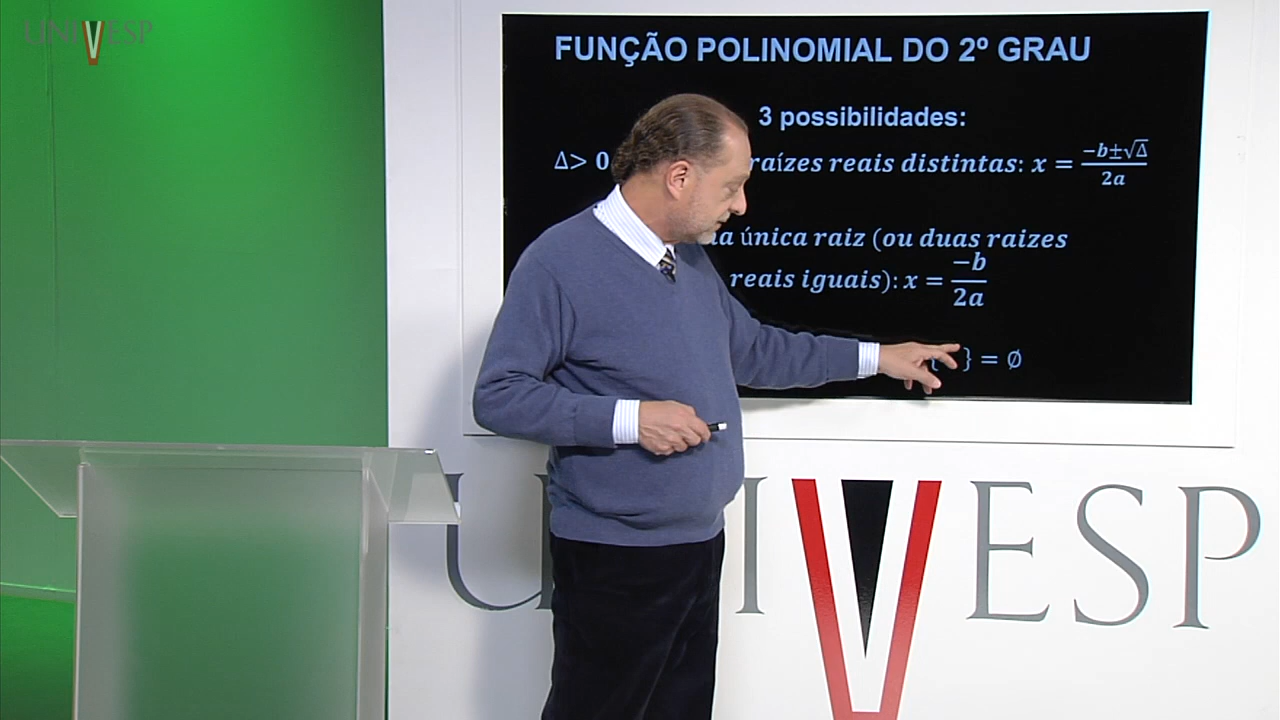 UNIVESP
FUNÇÃO POLINOMIAL DO 2º GRAU
3 possibilidades:
Δ> 0 raízes reais distintas: x = −b±√Δ / 2a
única raiz (ou duas raizes
reais iguais): x = −b / 2a
} = ∅
UNIVESP